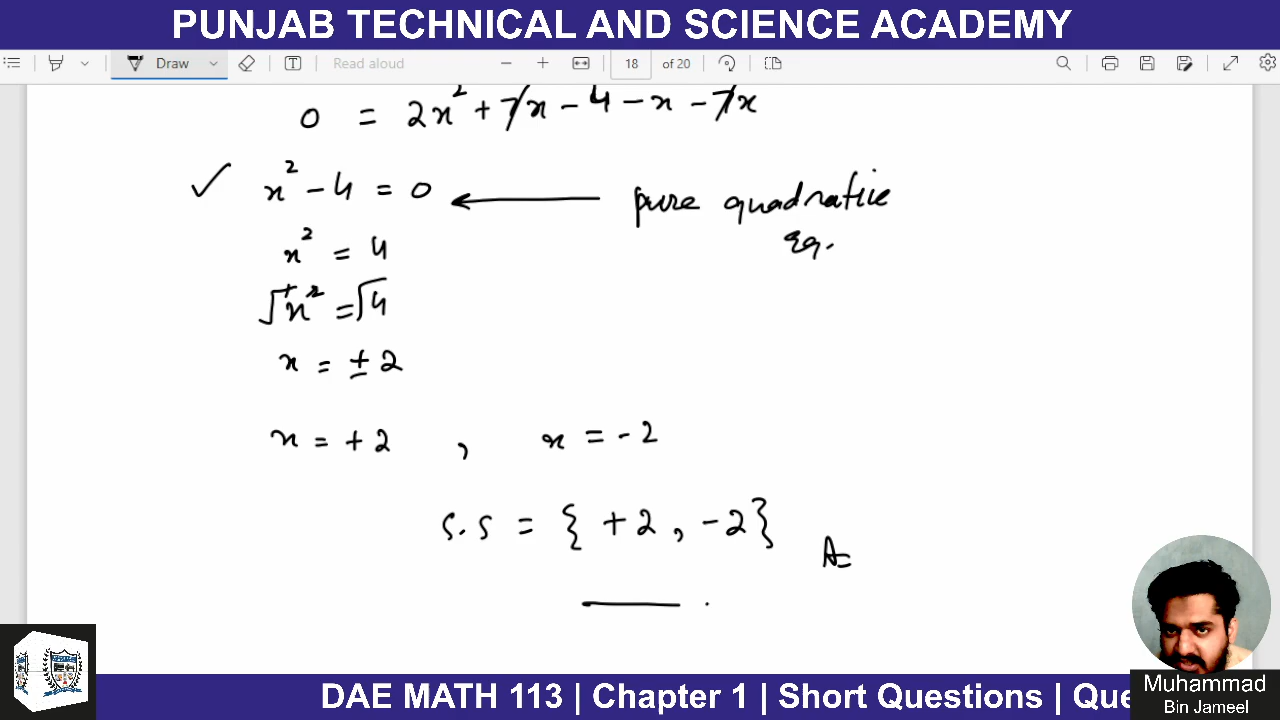 PUNJAB TECHNICAL AND SCIENCE ACADEMY
Draw Read aloud 18 of 20
0 = 2x² + 7x - 4 - x - 7x
x² - 4 = 0 pure quadratic
Eq.
x² = 4
√x² = √4
x = ± 2
x = +2 , x = -2
S.S = { +2 , -2}
DAE MATH 113 | Chapter 1 | Short Questions | Que
Muhammad
Bin Jameel